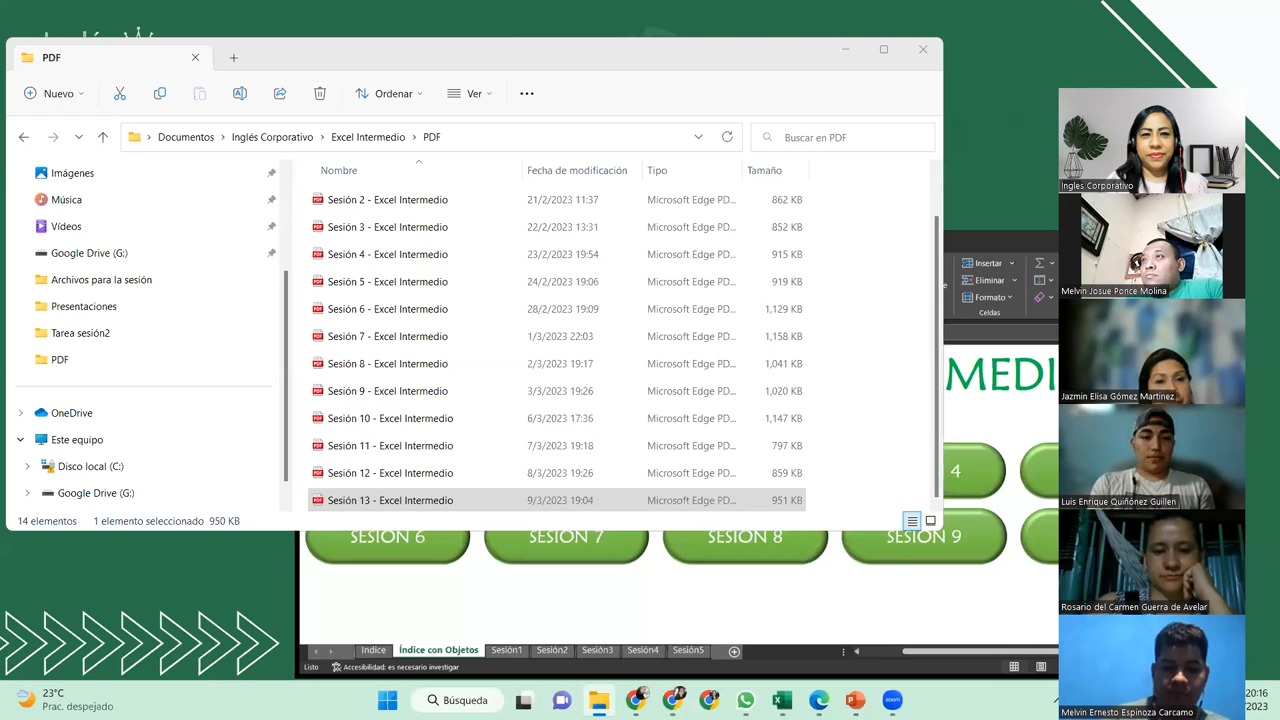 PDF
Nuevo
Ordenar
Ver
Documentos
Inglés Corporativo
Excel Intermedio
PDF
Buscar en PDF
Imágenes
Música
Vídeos
Google Drive (G:)
Archivos para la sesión
Presentaciones
Tarea sesión2
PDF
OneDrive
Este equipo
Disco local (C:)
Google Drive (G:)
Nombre Fecha de modificación Tipo Tamaño
Sesión 2 - Excel Intermedio 21/2/2023 11:37 Microsoft Edge PD... 862 KB
Sesión 3 - Excel Intermedio 22/2/2023 13:31 Microsoft Edge PD... 852 KB
Sesión 4 - Excel Intermedio 23/2/2023 19:54 Microsoft Edge PD... 915 KB
Sesión 5 - Excel Intermedio 24/2/2023 19:06 Microsoft Edge PD... 919 KB
Sesión 6 - Excel Intermedio 28/2/2023 19:09 Microsoft Edge PD... 1,129 KB
Sesión 7 - Excel Intermedio 1/3/2023 22:03 Microsoft Edge PD... 1,158 KB
Sesión 8 - Excel Intermedio 2/3/2023 19:17 Microsoft Edge PD... 1,041 KB
Sesión 9 - Excel Intermedio 3/3/2023 19:26 Microsoft Edge PD... 1,020 KB
Sesión 10 - Excel Intermedio 6/3/2023 17:36 Microsoft Edge PD... 1,147 KB
Sesión 11 - Excel Intermedio 7/3/2023 19:18 Microsoft Edge PD... 797 KB
Sesión 12 - Excel Intermedio 8/3/2023 19:26 Microsoft Edge PD... 859 KB
Sesión 13 - Excel Intermedio 9/3/2023 19:04 Microsoft Edge PD... 951 KB
14 elementos 1 elemento seleccionado 950 KB
Insertar
Eliminar
Formato
Celdas
MEDI
4
SESIÓN 6 SESIÓN 7 SESIÓN 8 SESIÓN 9
Indice Índice con Objetos Sesión1 Sesión2 Sesión3 Sesión4 Sesión5
Listo Accesibilidad: es necesario investigar
Ingles Corporativo
Melvin Josue Ponce Molina
Jazmin Elisa Gómez Martinez
Luis Enrique Quiñónez Guillen
Rosario del Carmen Guerra de Avelar
Melvin Ernesto Espinoza Carcamo
23°C
Prac. despejado
Búsqueda
20:16
/2023